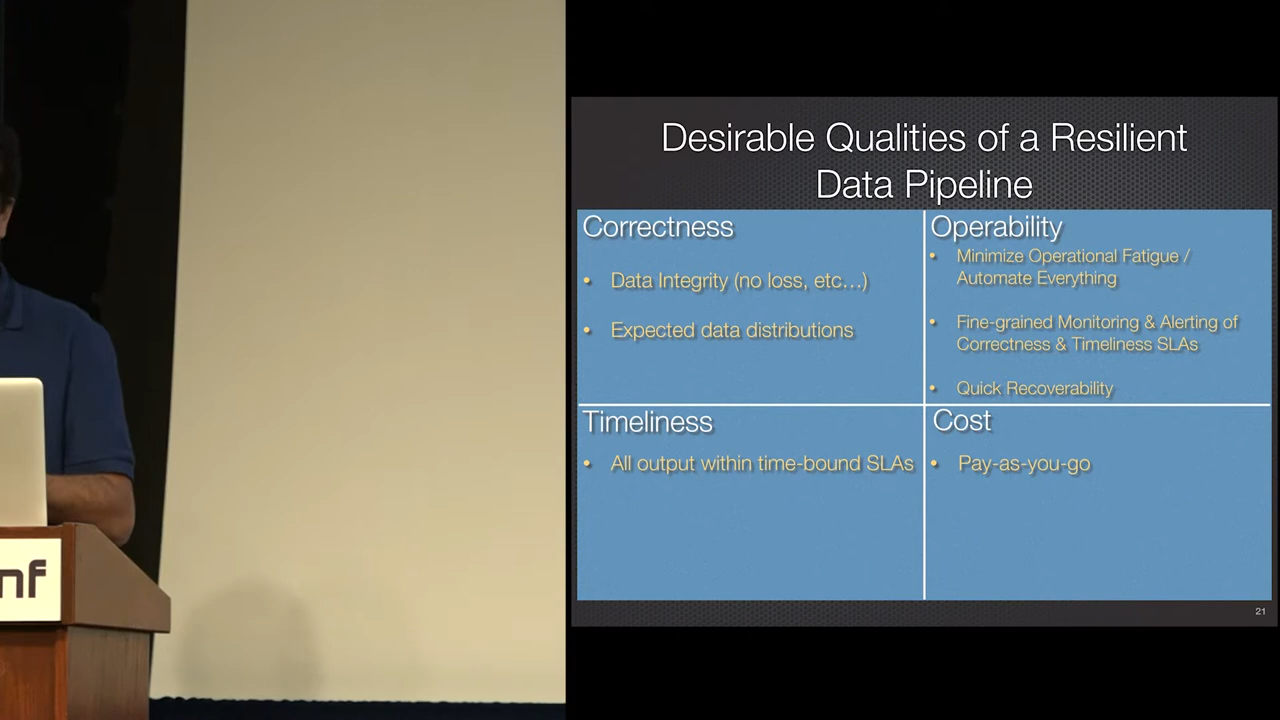 Desirable Qualities of a Resilient
Data Pipeline
Correctness
• Data Integrity (no loss, etc…)
• Expected data distributions
Operability
• Minimize Operational Fatigue /
Automate Everything
• Fine-grained Monitoring & Alerting of
Correctness & Timeliness SLAs
• Quick Recoverability
Timeliness
• All output within time-bound SLAs
Cost
• Pay-as-you-go
21
nf